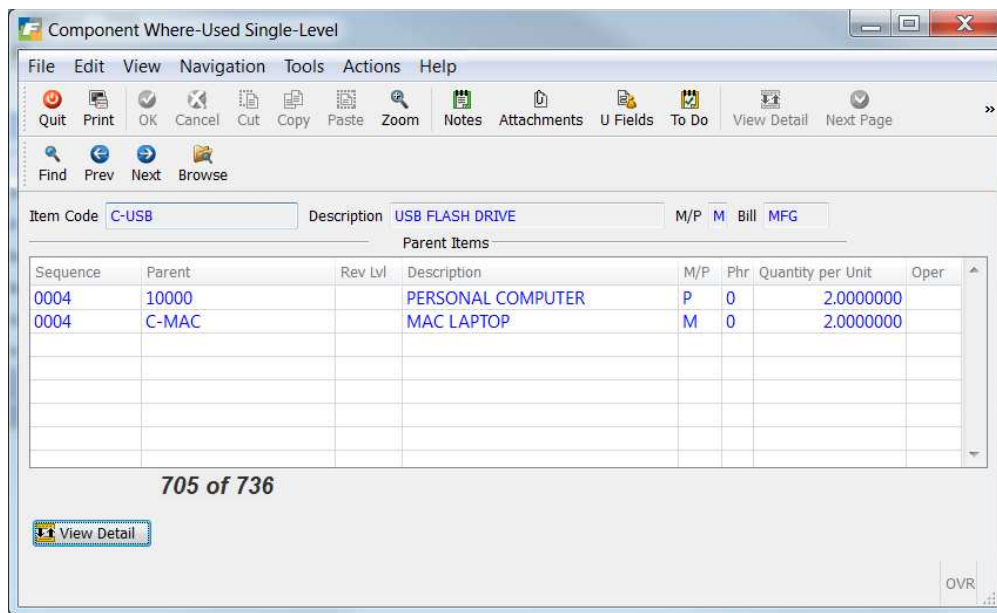 Component Where-Used Single-Level
File Edit View Navigation Tools Actions Help
Quit Print OK Cancel Cut Copy Paste Zoom Notes Attachments U Fields To Do View Detail Next Page »
Find Prev Next Browse
Item Code C-USB Description USB FLASH DRIVE M/P M Bill MFG
Parent Items
Sequence Parent Rev Lvl Description M/P Phr Quantity per Unit Oper
0004 10000 PERSONAL COMPUTER P 0 2.0000000
0004 C-MAC MAC LAPTOP M 0 2.0000000
705 of 736
View Detail
OVR